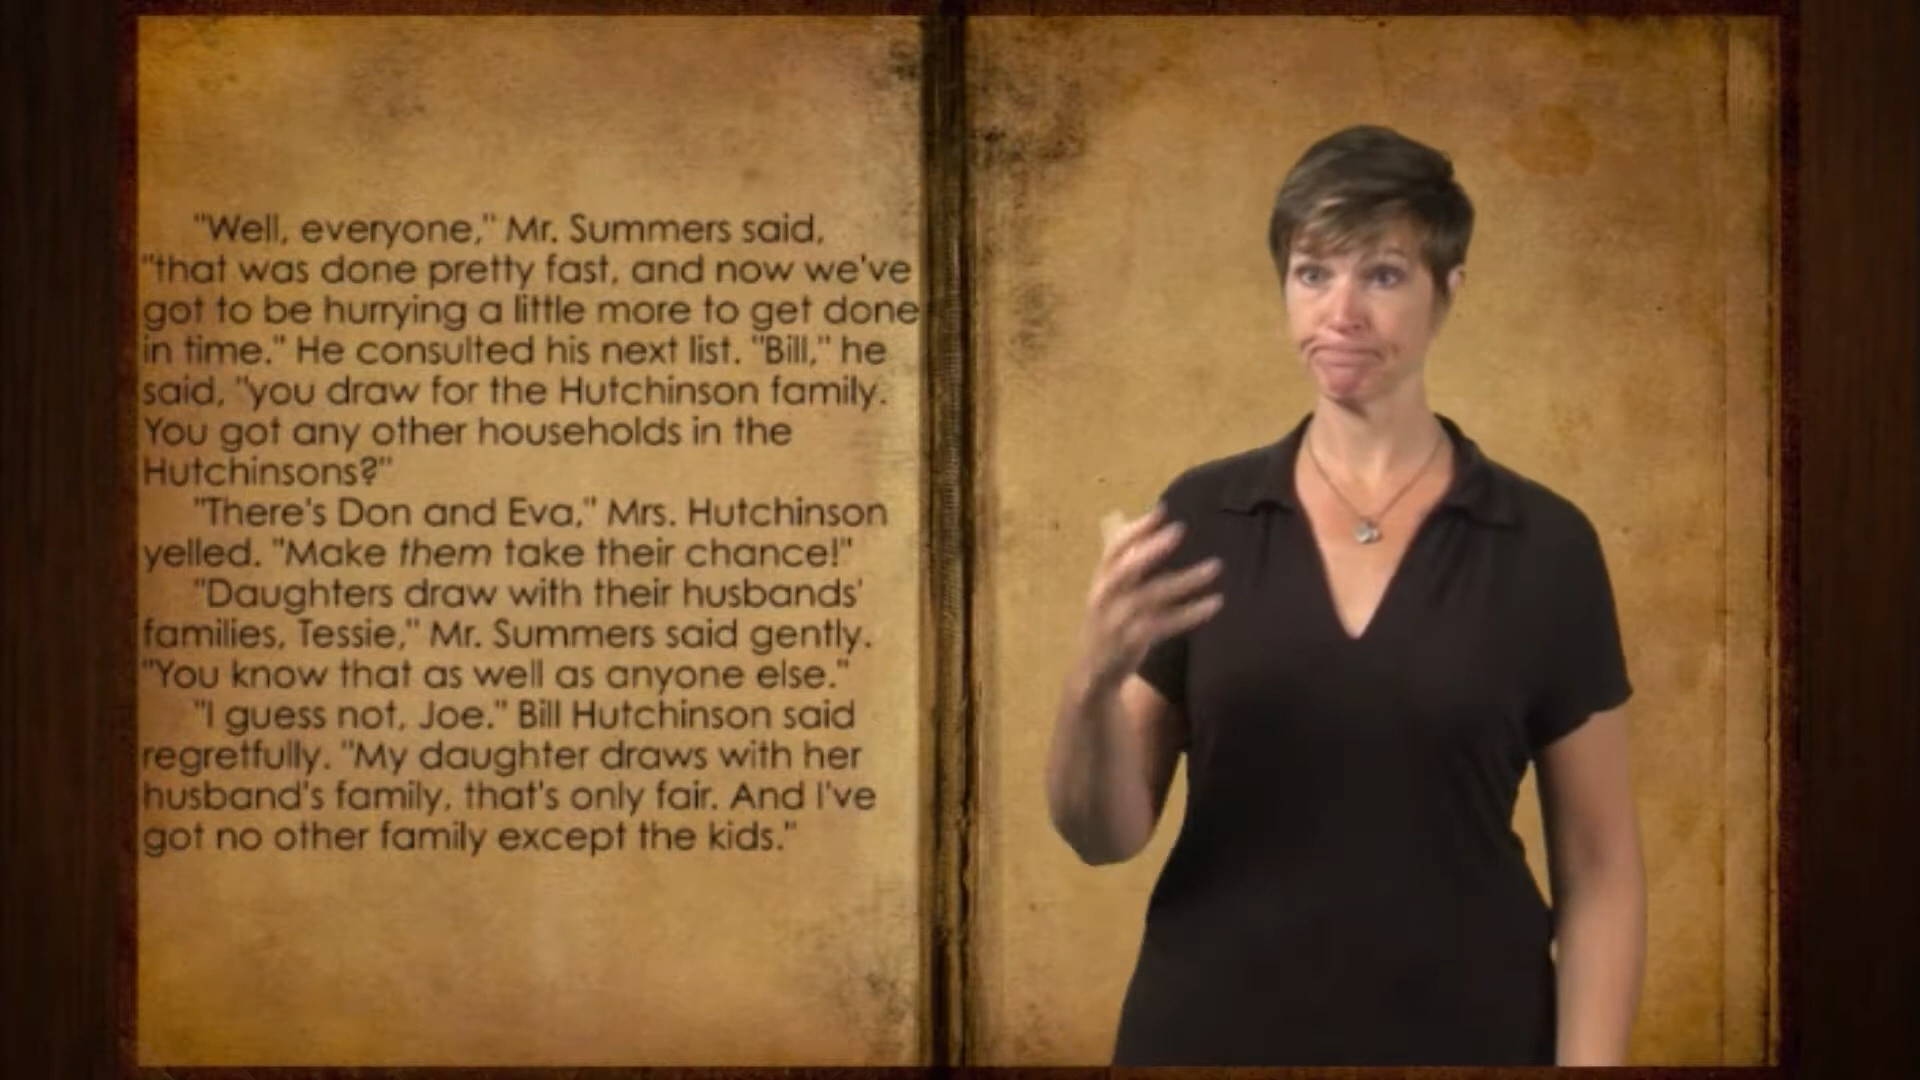 "Well, everyone," Mr. Summers said,
"that was done pretty fast, and now we've
got to be hurrying a little more to get done
in time." He consulted his next list. "Bill," he
said, "you draw for the Hutchinson family.
You got any other households in the
Hutchinsons?"
"There's Don and Eva," Mrs. Hutchinson
yelled. "Make them take their chance!"
"Daughters draw with their husbands'
families, Tessie," Mr. Summers said gently.
"You know that as well as anyone else."
"I guess not, Joe." Bill Hutchinson said
regretfully. "My daughter draws with her
husband's family, that's only fair. And I've
got no other family except the kids."